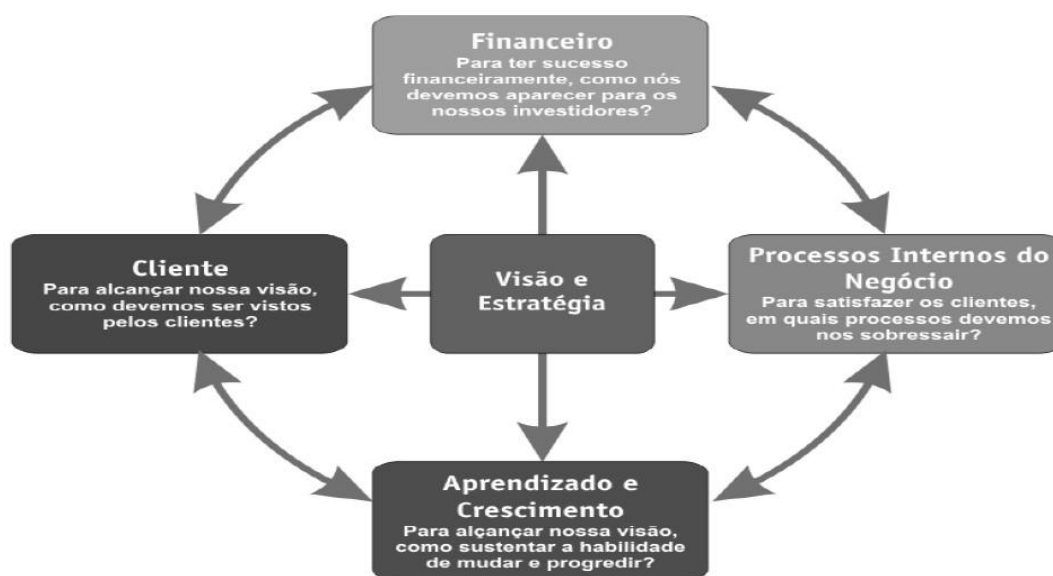 Financeiro
Para ter sucesso
financeiramente, como nós
devemos aparecer para os
nossos investidores?
Cliente
Para alcançar nossa visão,
como devemos ser vistos
pelos clientes?
Visão e
Estratégia
Processos Internos do
Negócio
Para satisfazer os clientes,
em quais processos devemos
nos sobressair?
Aprendizado e
Crescimento
Para alçançar nossa visão,
como sustentar a habilidade
de mudar e progredir?